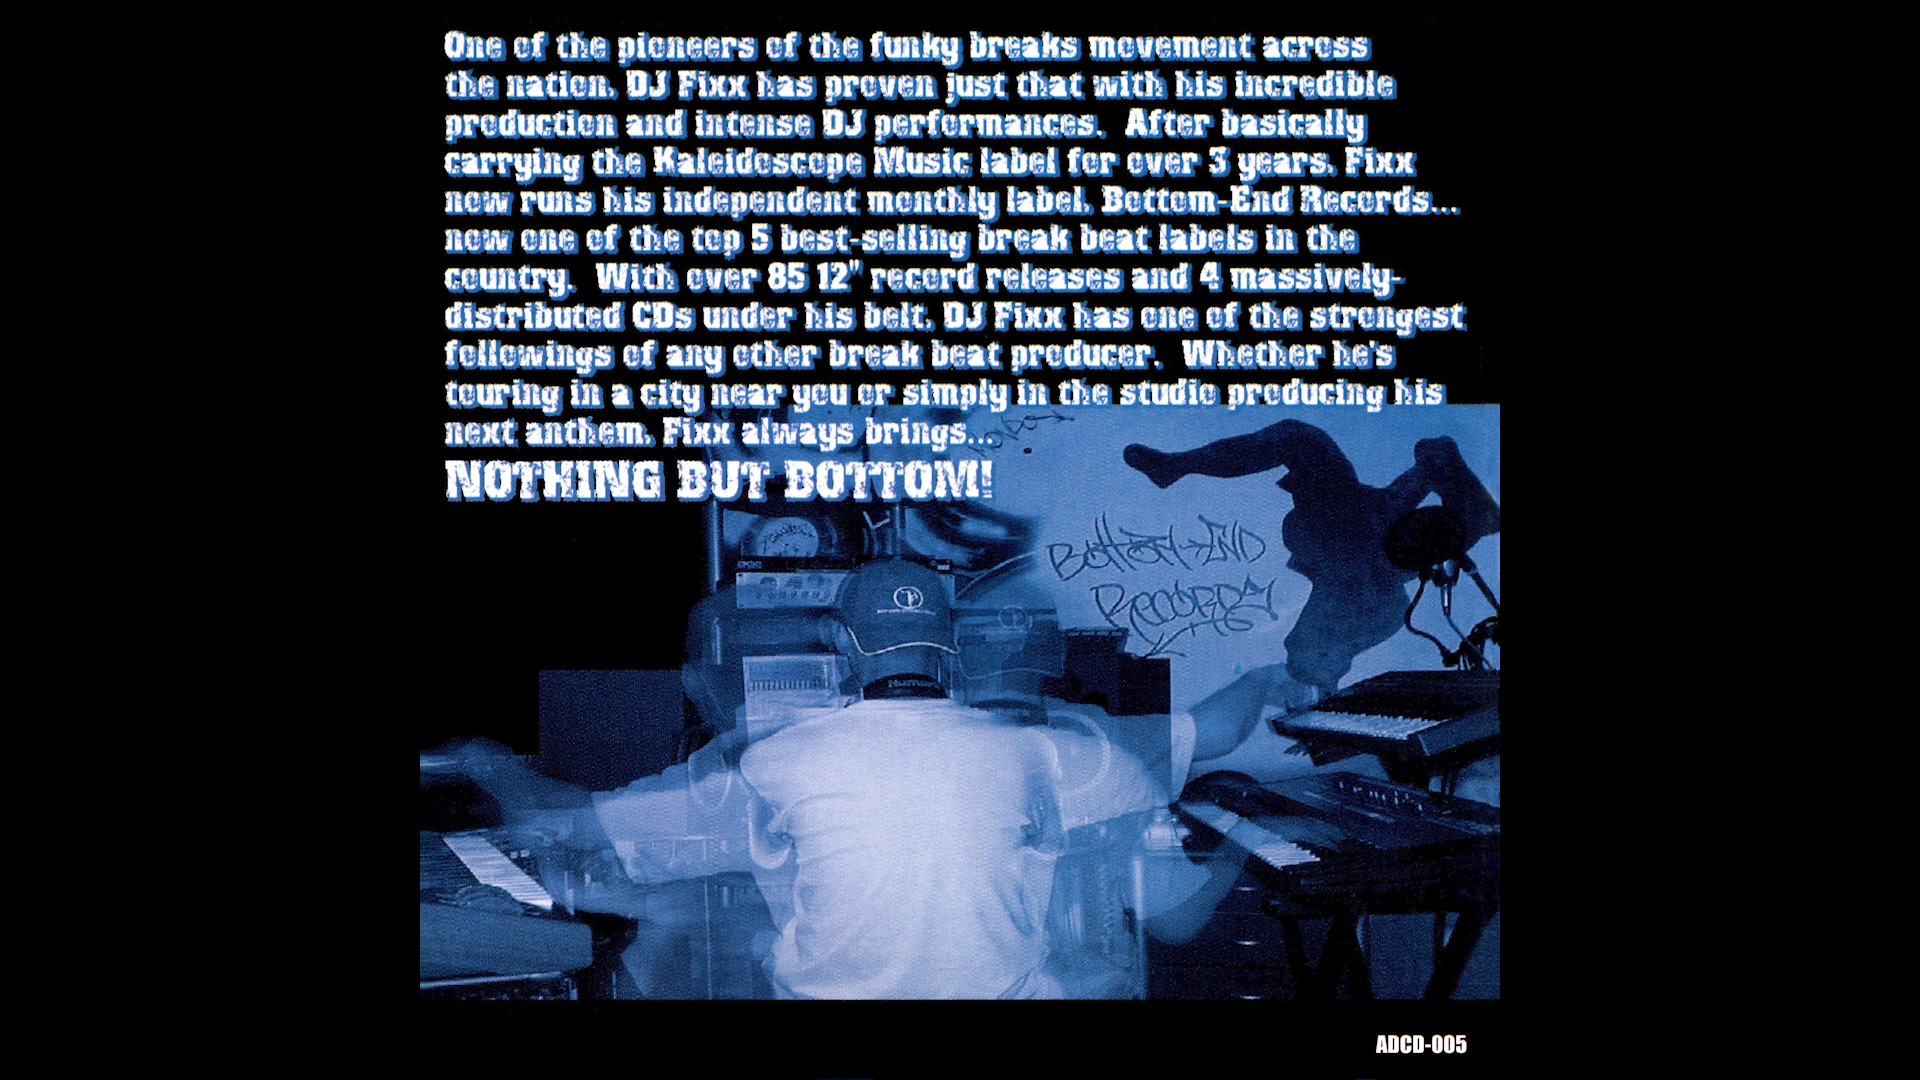 One of the pioneers of the funky breaks movement across
the nation, DJ Fixx has proven just that with his incredible
production and intense DJ performances.  After basically
carrying the Kaleidoscope Music label for over 3 years, Fixx
now runs his independent monthly label, Bottom-End Records...
now one of the top 5 best-selling break beat labels in the
country.  With over 85 12" record releases and 4 massively-
distributed CDs under his belt, DJ Fixx has one of the strongest
followings of any other break beat producer.  Whether he's
touring in a city near you or simply in the studio producing his
next anthem, Fixx always brings...
NOTHING BUT BOTTOM!
BOTTOM-END
RECORDS
ADCD-005